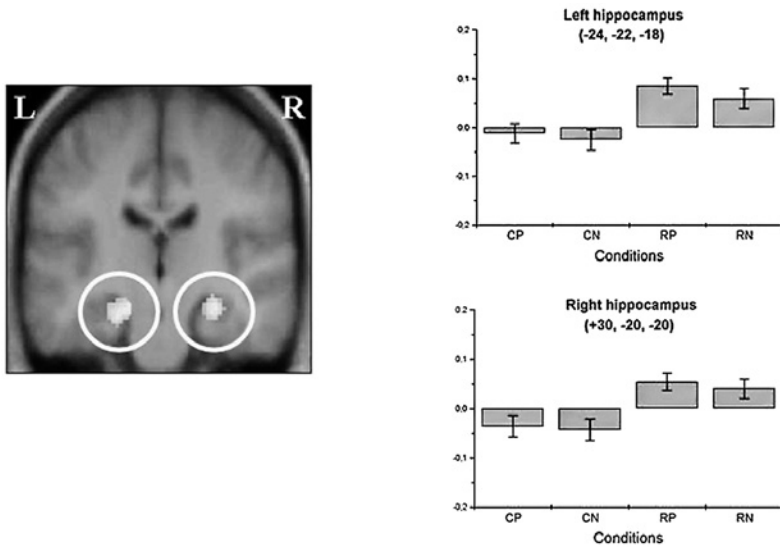 L R
Left hippocampus
(-24, -22, -18)
0,2
0,1
0,0
-0,1
-0,2
CP CN RP RN
Conditions
Right hippocampus
(+30, -20, -20)
0,2
0,1
0,0
-0,1
-0,2
CP CN RP RN
Conditions